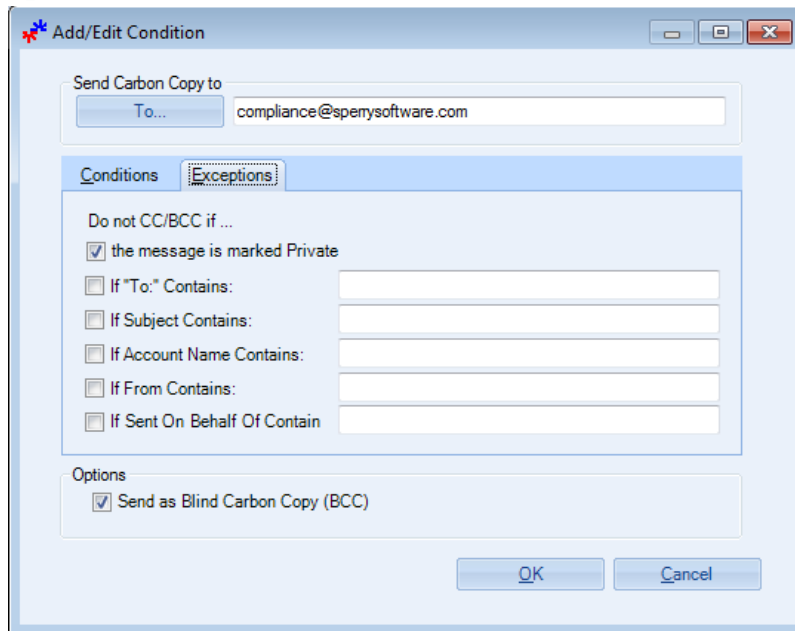 Add/Edit Condition
Send Carbon Copy to
To... compliance@sperrysoftware.com
Conditions Exceptions
Do not CC/BCC if ...
the message is marked Private
If "To:" Contains:
If Subject Contains:
If Account Name Contains:
If From Contains:
If Sent On Behalf Of Contain
Options
Send as Blind Carbon Copy (BCC)
OK Cancel